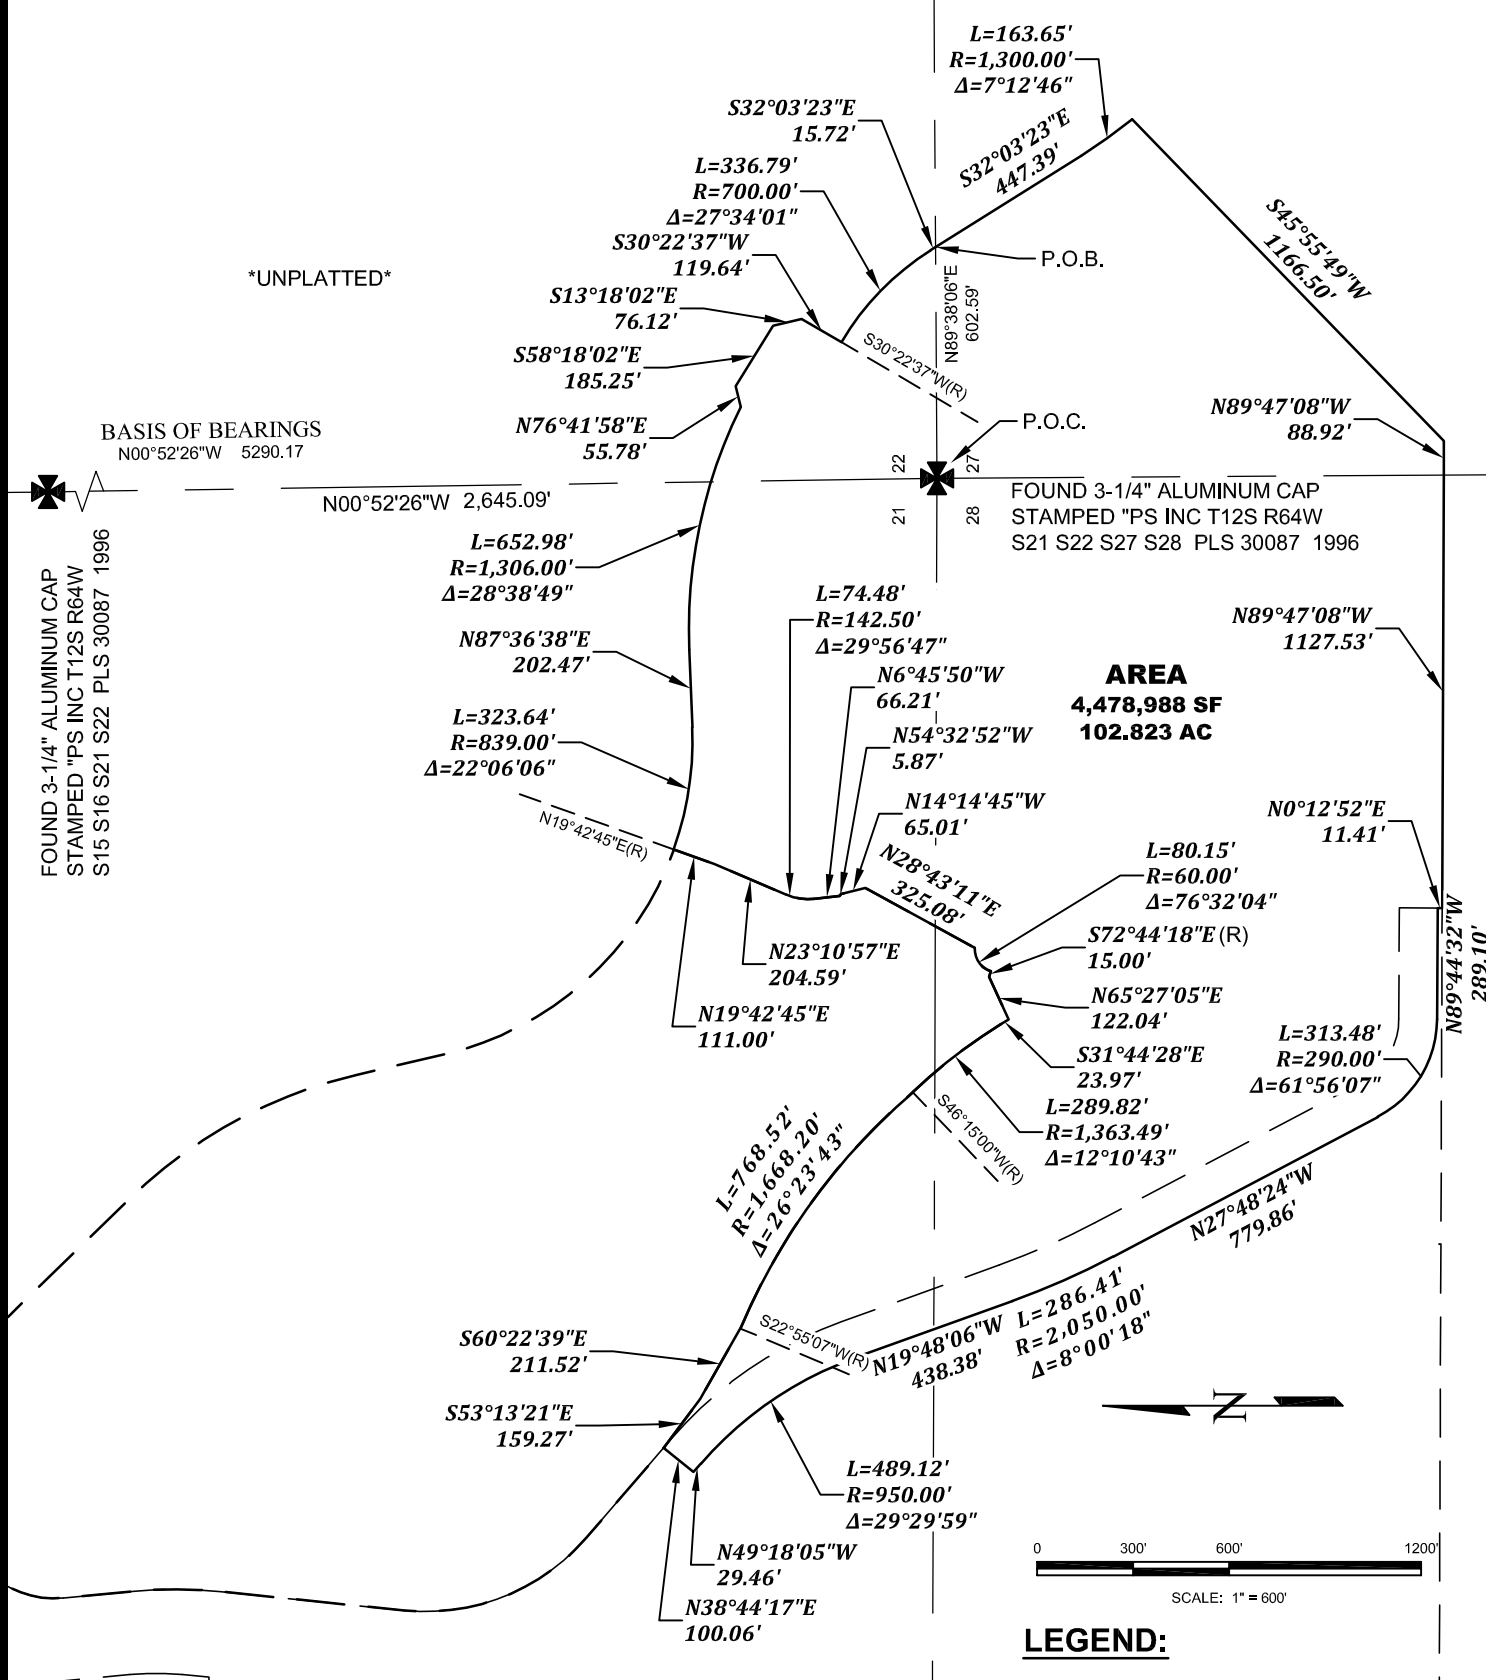 L=163.65'
R=1,300.00'
Δ=7°12'46"
S32°03'23"E
15.72'
S32°03'23"E
447.39'
L=336.79'
R=700.00'
Δ=27°34'01"
S30°22'37"W
119.64'
S45°55'49"W
1166.50'
*UNPLATTED*
P.O.B.
N89°38'06"E
602.59'
S13°18'02"E
76.12'
S30°22'37"W(R)
S58°18'02"E
185.25'
N76°41'58"E
55.78'
N89°47'08"W
88.92'
P.O.C.
BASIS OF BEARINGS
N00°52'26"W 5290.17
22
27
21
28
N00°52'26"W 2,645.09'
FOUND 3-1/4" ALUMINUM CAP
STAMPED "PS INC T12S R64W
S21 S22 S27 S28 PLS 30087 1996
FOUND 3-1/4" ALUMINUM CAP
STAMPED "PS INC T12S R64W
S15 S16 S21 S22 PLS 30087 1996
L=652.98'
R=1,306.00'
Δ=28°38'49"
L=74.48'
R=142.50'
Δ=29°56'47"
N87°36'38"E
202.47'
N89°47'08"W
1127.53'
N6°45'50"W
66.21'
AREA
4,478,988 SF
102.823 AC
L=323.64'
R=839.00'
Δ=22°06'06"
N54°32'52"W
5.87'
N19°42'45"E(R)
N14°14'45"W
65.01'
N0°12'52"E
11.41'
N28°43'11"E
325.08'
L=80.15'
R=60.00'
Δ=76°32'04"
S72°44'18"E (R)
15.00'
N89°44'32"W
289.10'
N23°10'57"E
204.59'
N65°27'05"E
122.04'
N19°42'45"E
111.00'
L=313.48'
R=290.00'
Δ=61°56'07"
S31°44'28"E
23.97'
L=289.82'
R=1,363.49'
Δ=12°10'43"
S46°15'00"W(R)
L=768.52'
R=1,668.20'
Δ=26°23'43"
N27°48'24"W
779.86'
L=286.41'
R=2,050.00'
Δ=8°00'18"
S22°55'07"W(R)
N19°48'06"W
438.38'
S60°22'39"E
211.52'
S53°13'21"E
159.27'
N
L=489.12'
R=950.00'
Δ=29°29'59"
N49°18'05"W
29.46'
N38°44'17"E
100.06'
0 300' 600' 1200'
SCALE: 1" = 600'
LEGEND: